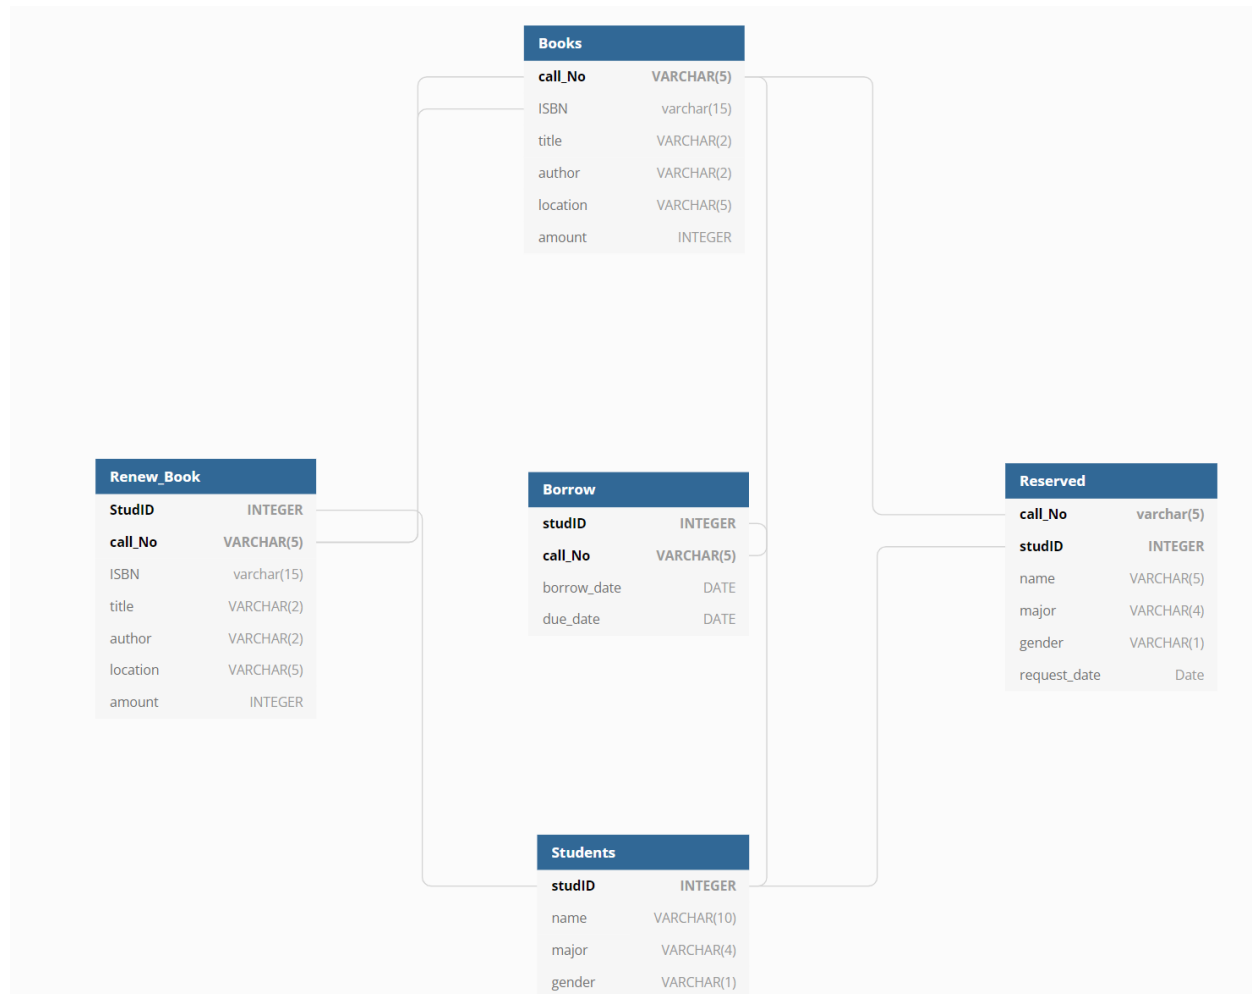 Books
call_No VARCHAR(5)
ISBN varchar(15)
title VARCHAR(2)
author VARCHAR(2)
location VARCHAR(5)
amount INTEGER
Renew_Book
StudID INTEGER
call_No VARCHAR(5)
ISBN varchar(15)
title VARCHAR(2)
author VARCHAR(2)
location VARCHAR(5)
amount INTEGER
Borrow
studID INTEGER
call_No VARCHAR(5)
borrow_date DATE
due_date DATE
Reserved
call_No varchar(5)
studID INTEGER
name VARCHAR(5)
major VARCHAR(4)
gender VARCHAR(1)
request_date Date
Students
studID INTEGER
name VARCHAR(10)
major VARCHAR(4)
gender VARCHAR(1)